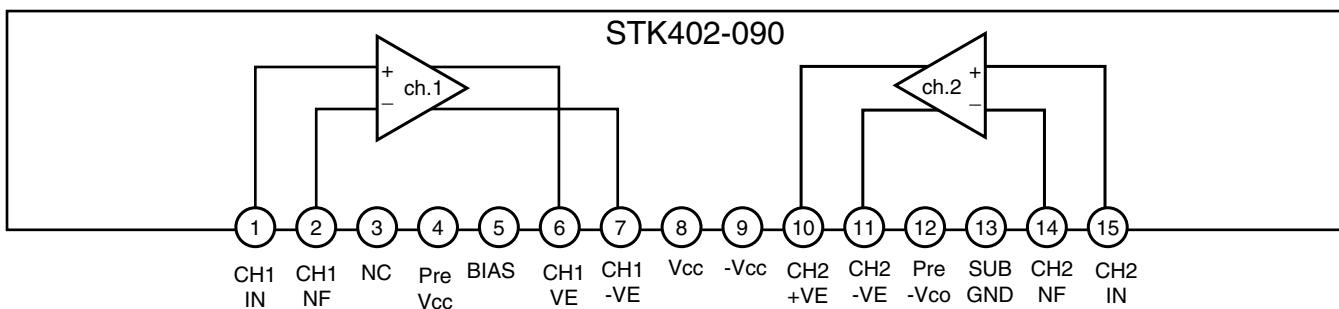 STK402-090
+
ch.1
−
+
ch.2
−
1 2 3 4 5 6 7 8 9 10 11 12 13 14 15
CH1 IN
CH1 NF
NC
Pre Vcc
BIAS
CH1 VE
CH1 -VE
Vcc
-Vcc
CH2 +VE
CH2 -VE
Pre -Vco
SUB GND
CH2 NF
CH2 IN